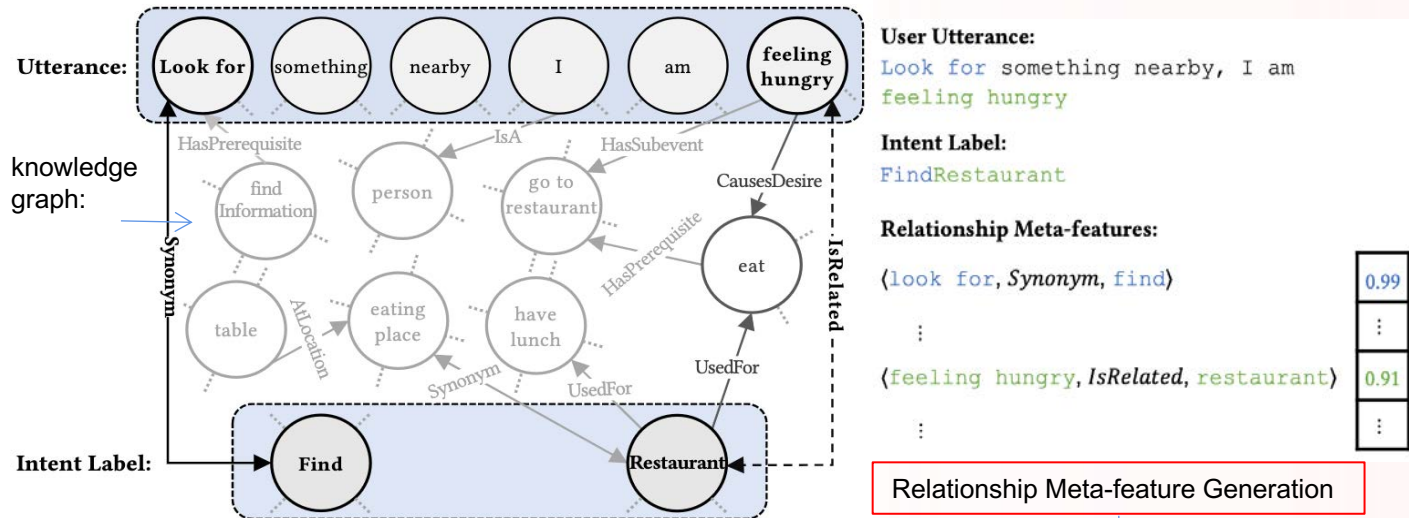 Utterance:
Look for
something
nearby
I
am
feeling
hungry
HasPrerequisite
IsA
HasSubevent
CausesDesire
knowledge
graph:
find
Information
person
go to
restaurant
eat
HasPrerequisite
Synonym
IsRelated
table
AtLocation
eating
place
have
lunch
Synonym
UsedFor
UsedFor
Intent Label:
Find
Restaurant
User Utterance:
Look for something nearby, I am
feeling hungry
Intent Label:
FindRestaurant
Relationship Meta-features:
⟨look for, Synonym, find⟩ 0.99
⋮ ⋮
⟨feeling hungry, IsRelated, restaurant⟩ 0.91
⋮ ⋮
Relationship Meta-feature Generation